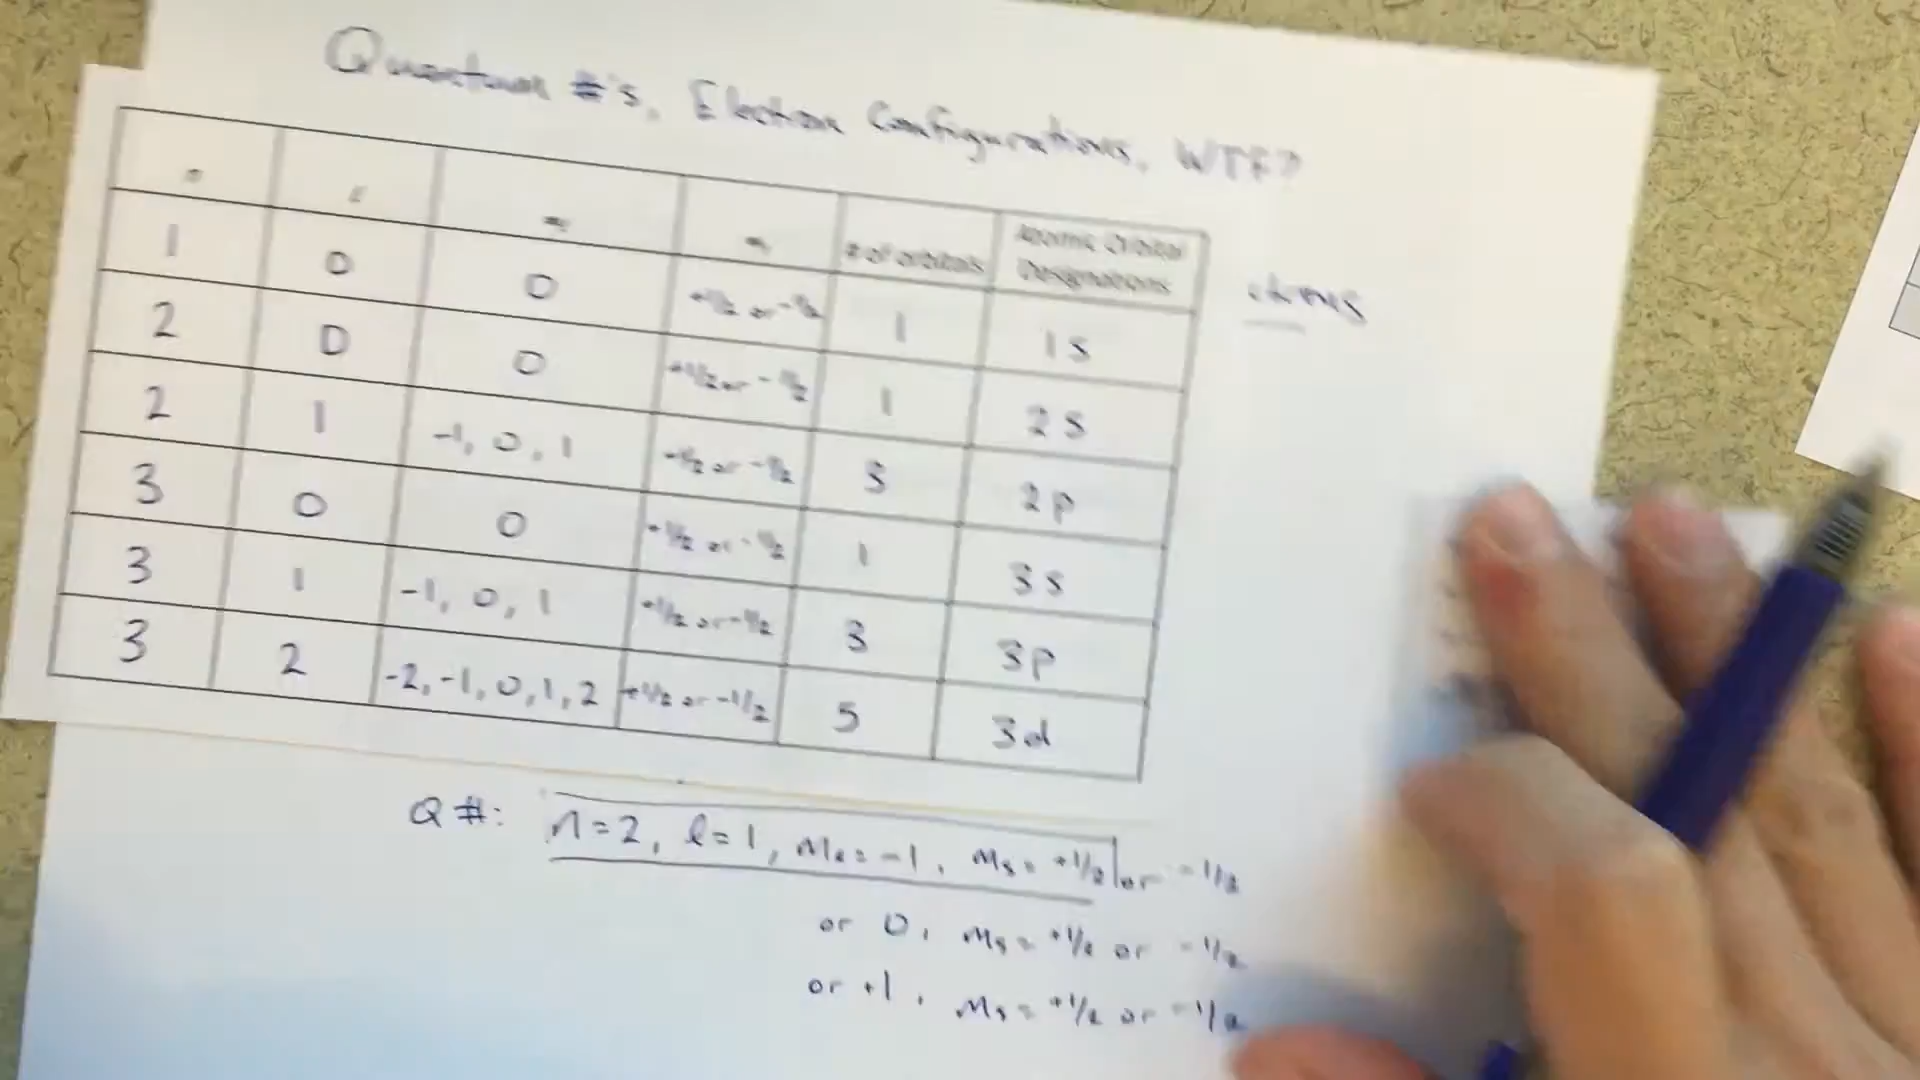 Quantum #'s, Electron Configurations, WTF?
# of orbitals Atomic Orbital Designations
1 0 0 +1/2 or -1/2 1 1s
2 0 0 +1/2 or -1/2 1 2s
2 1 -1, 0, 1 +1/2 or -1/2 3 2p
3 0 0 +1/2 or -1/2 1 3s
3 1 -1, 0, 1 +1/2 or -1/2 3 3p
3 2 -2, -1, 0, 1, 2 +1/2 or -1/2 5 3d
Q #: n=2, l=1, ml=-1, ms=+1/2 or -1/2
or 0, ms=+1/2 or -1/2
or +1, ms=+1/2 or -1/2